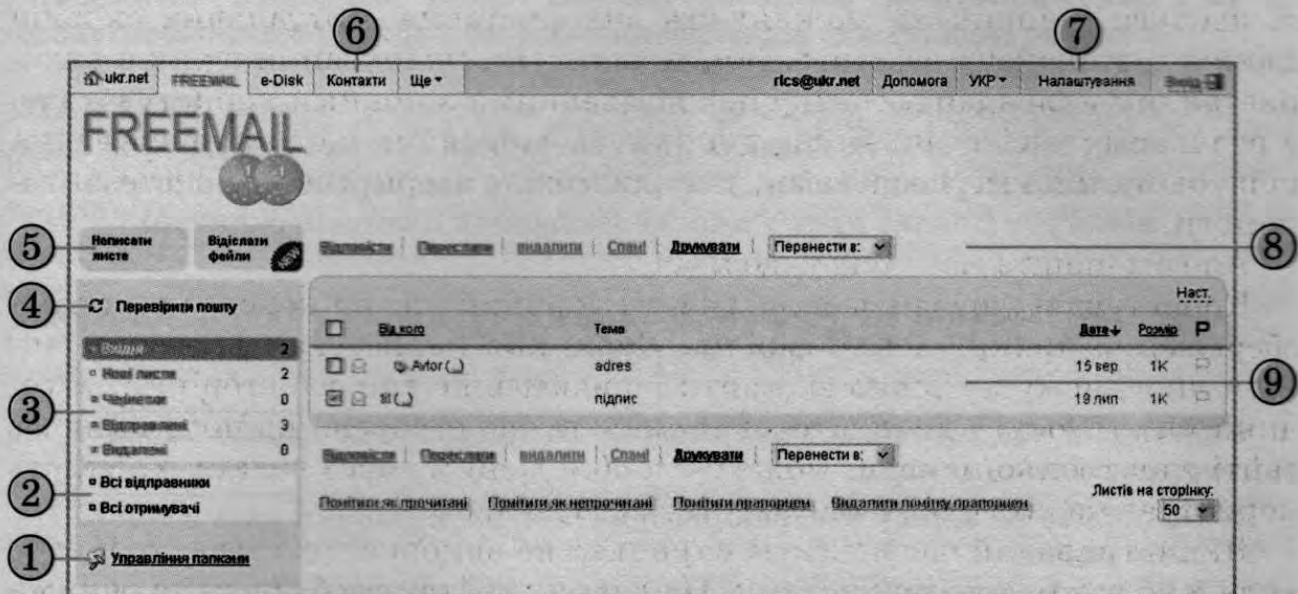 6
7
ukr.net FREEMAIL e-Disk Контакти Ще rics@ukr.net Допомога УКР Налаштування Вихід
FREEMAIL
5
Написати листа
Відіслати файли
Відповісти Переслати видалити Спам! Друкувати Перенести в:
8
4
Перевірити пошту
Наст.
Від кого Тема Дата Розмір
Вхідні 2
Avtor (...) adres 15 вер 1K
9
Нові листи 2
3
Чернетки 0
(...) підпис 19 лип 1K
Відправлені 3
Видалені 0
Відповісти Переслати видалити Спам! Друкувати Перенести в:
2
Всі відправники
Всі отримувачі
Помітити як прочитані Помітити як непрочитані Помітити прапорцем Видалити помітку прапорцем
Листів на сторінку:
50
1
Управління папками